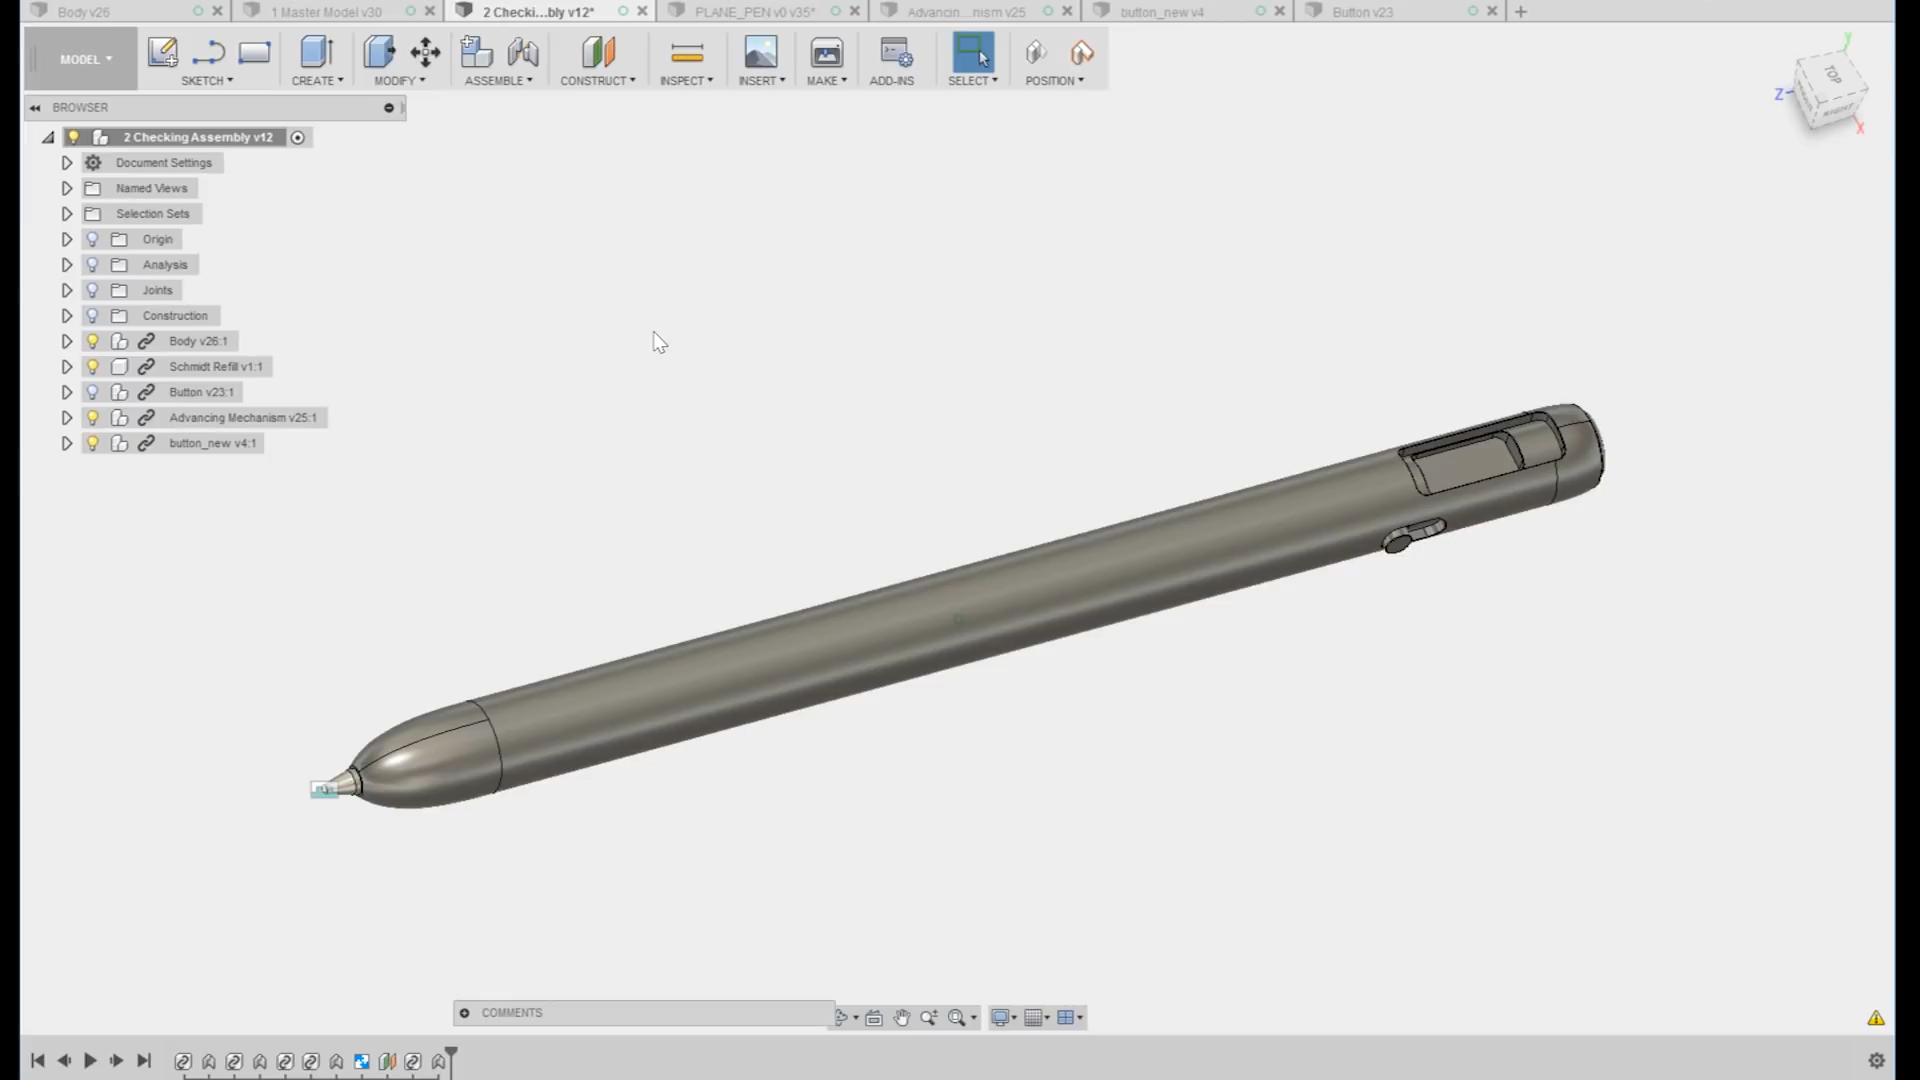 Body v26
1 Master Model v30
2 Checki...bly v12*
PLANE_PEN v0 v35*
Advancin...nism v25
button_new v4
Button v23
MODEL
SKETCH
CREATE
MODIFY
ASSEMBLE
CONSTRUCT
INSPECT
INSERT
MAKE
ADD-INS
SELECT
POSITION
BROWSER
2 Checking Assembly v12
Document Settings
Named Views
Selection Sets
Origin
Analysis
Joints
Construction
Body v26:1
Schmidt Refill v1:1
Button v23:1
Advancing Mechanism v25:1
button_new v4:1
Y
TOP
Z
RIGHT
X
COMMENTS